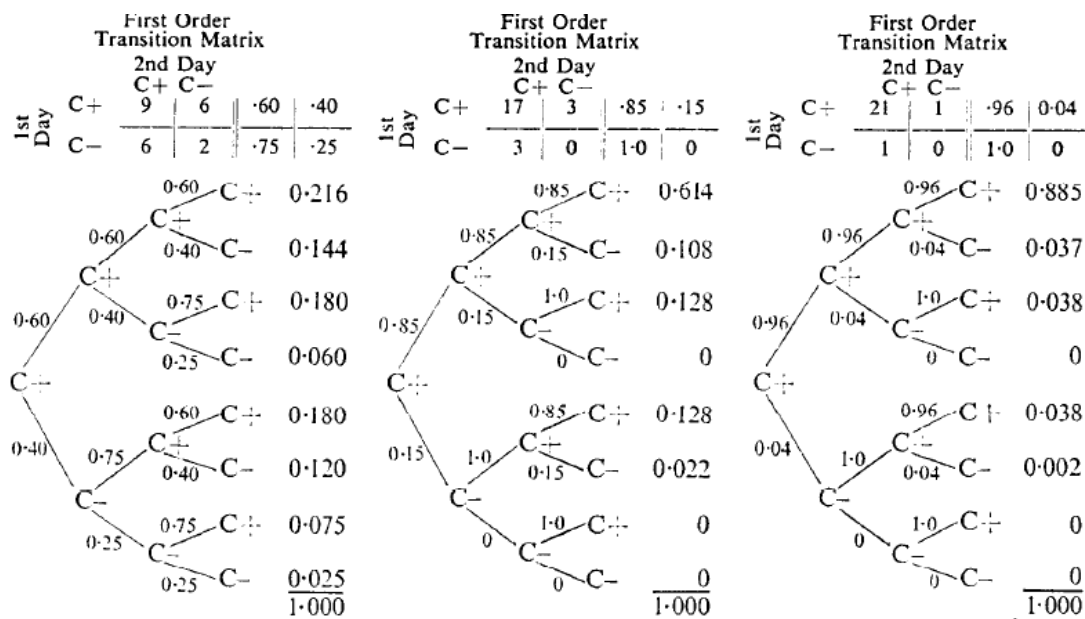 First Order
Transition Matrix
2nd Day
C+ C−
1st Day
C+ 9 6 ·60 ·40
C− 6 2 ·75 ·25
0·60 C+ 0·216
C+
0·60 0·40 C− 0·144
C+
0·75 C+ 0·180
0·60 0·40 C−
0·25 C− 0·060
C+
0·60 C+ 0·180
0·40 0·75 C+
0·40 C− 0·120
C−
0·75 C+ 0·075
0·25 C−
0·25 C− 0·025
1·000
First Order
Transition Matrix
2nd Day
C+ C−
1st Day
C+ 17 3 ·85 ·15
C− 3 0 1·0 0
0·85 C+ 0·614
C+
0·85 0·15 C− 0·108
C+
1·0 C+ 0·128
0·85 0·15 C−
0 C− 0
C+
0·85 C+ 0·128
0·15 1·0 C+
0·15 C− 0·022
C−
1·0 C+ 0
0 C−
0 C− 0
1·000
First Order
Transition Matrix
2nd Day
C+ C−
1st Day
C+ 21 1 ·96 0·04
C− 1 0 1·0 0
0·96 C+ 0·885
C+
0·96 0·04 C− 0·037
C+
1·0 C+ 0·038
0·96 0·04 C−
0 C− 0
C+
0·96 C+ 0·038
0·04 1·0 C+
0·04 C− 0·002
C−
1·0 C+ 0
0 C−
0 C− 0
1·000